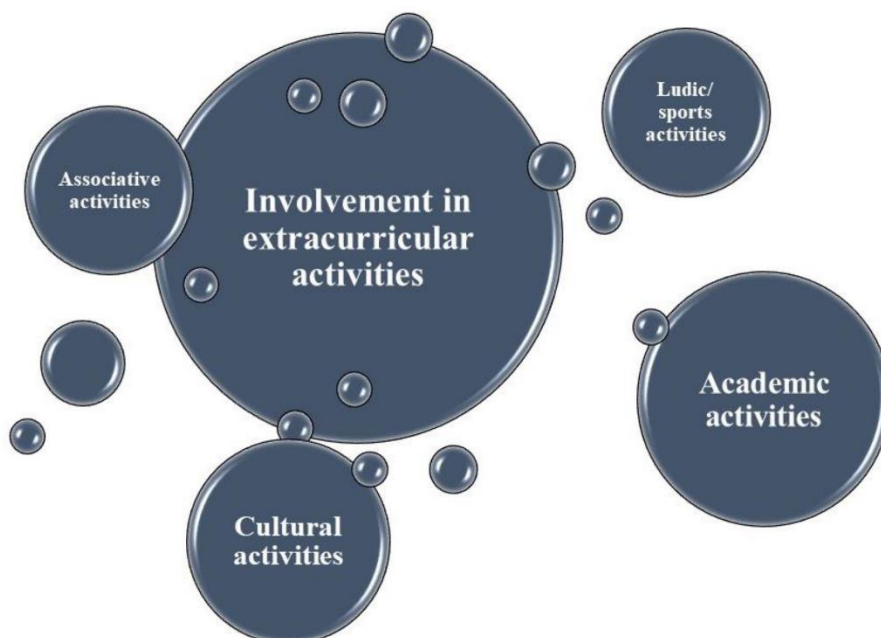 Ludic/
sports
activities
Associative
activities
Involvement in
extracurricular
activities
Academic
activities
Cultural
activities